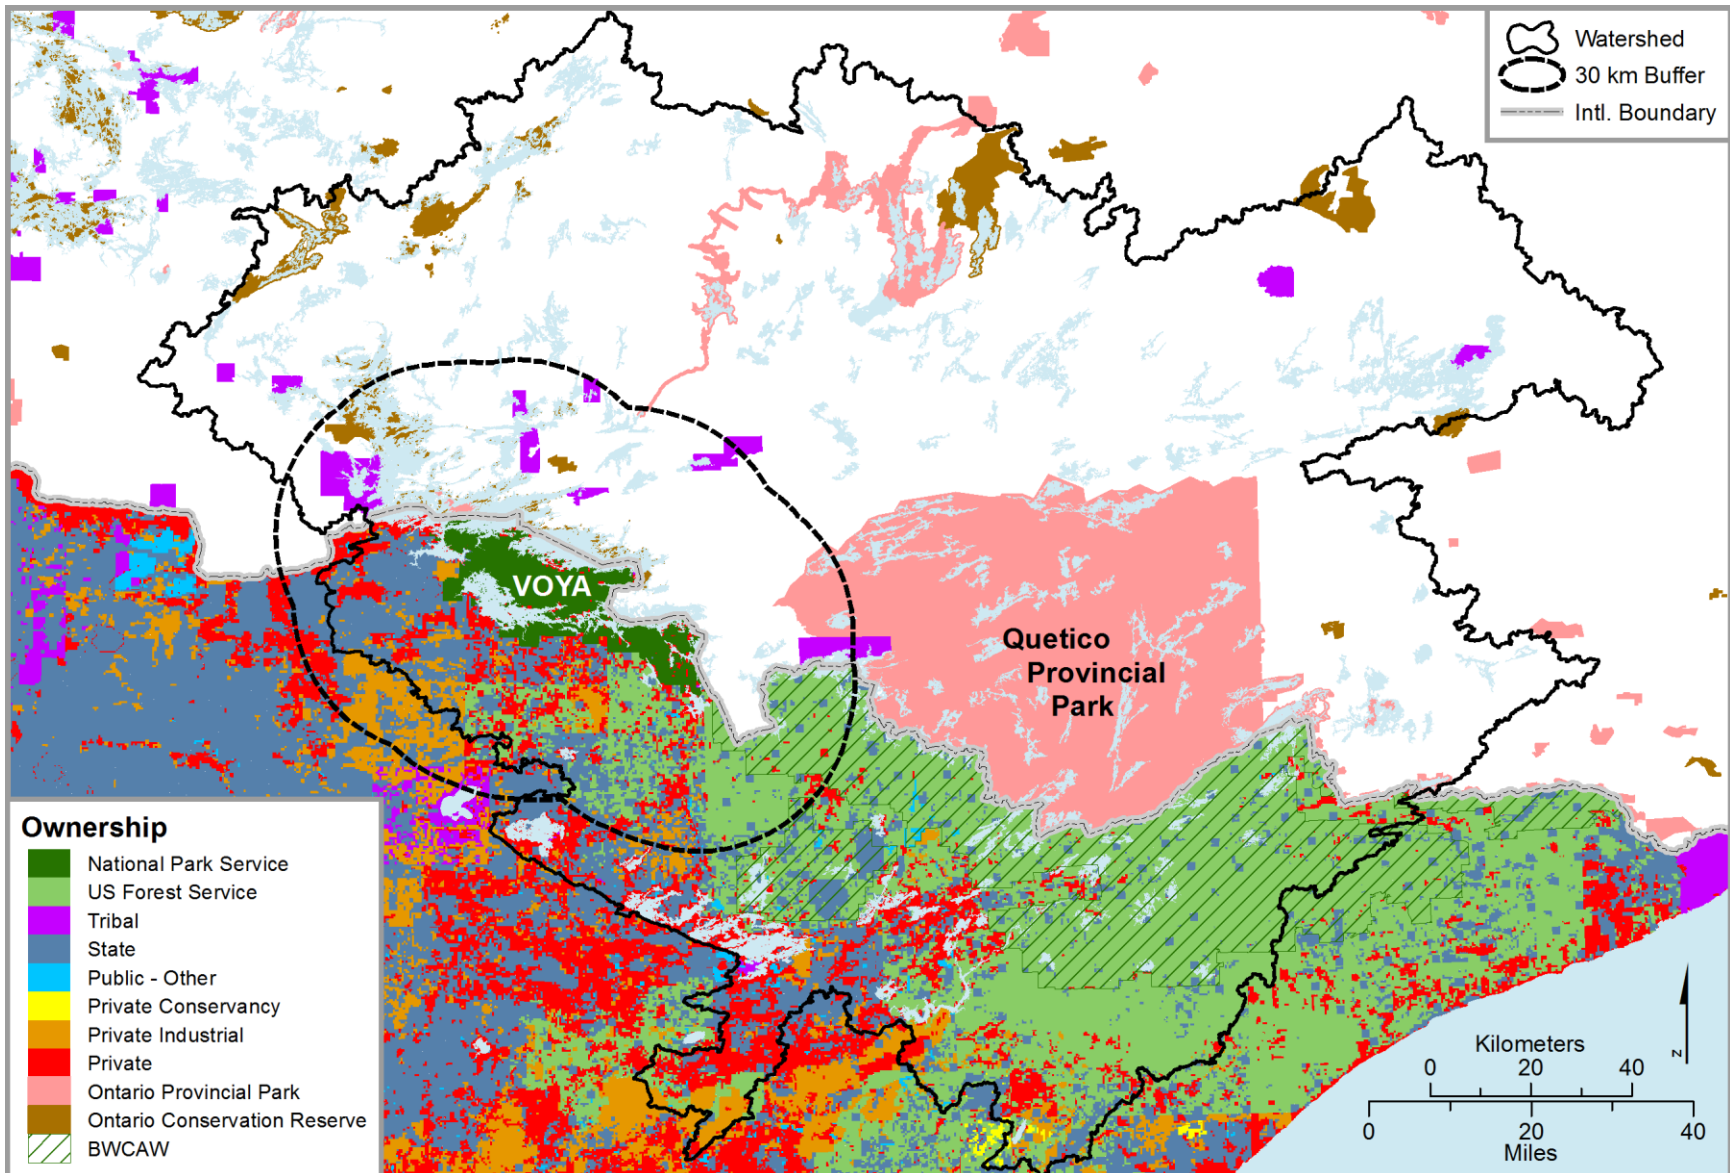 Watershed
30 km Buffer
Intl. Boundary
VOYA
Quetico
Provincial
Park
Ownership
National Park Service
US Forest Service
Tribal
State
Public - Other
Private Conservancy
Private Industrial
Private
Ontario Provincial Park
Ontario Conservation Reserve
BWCAW
N
Kilometers
0 20 40
0 20 40
Miles